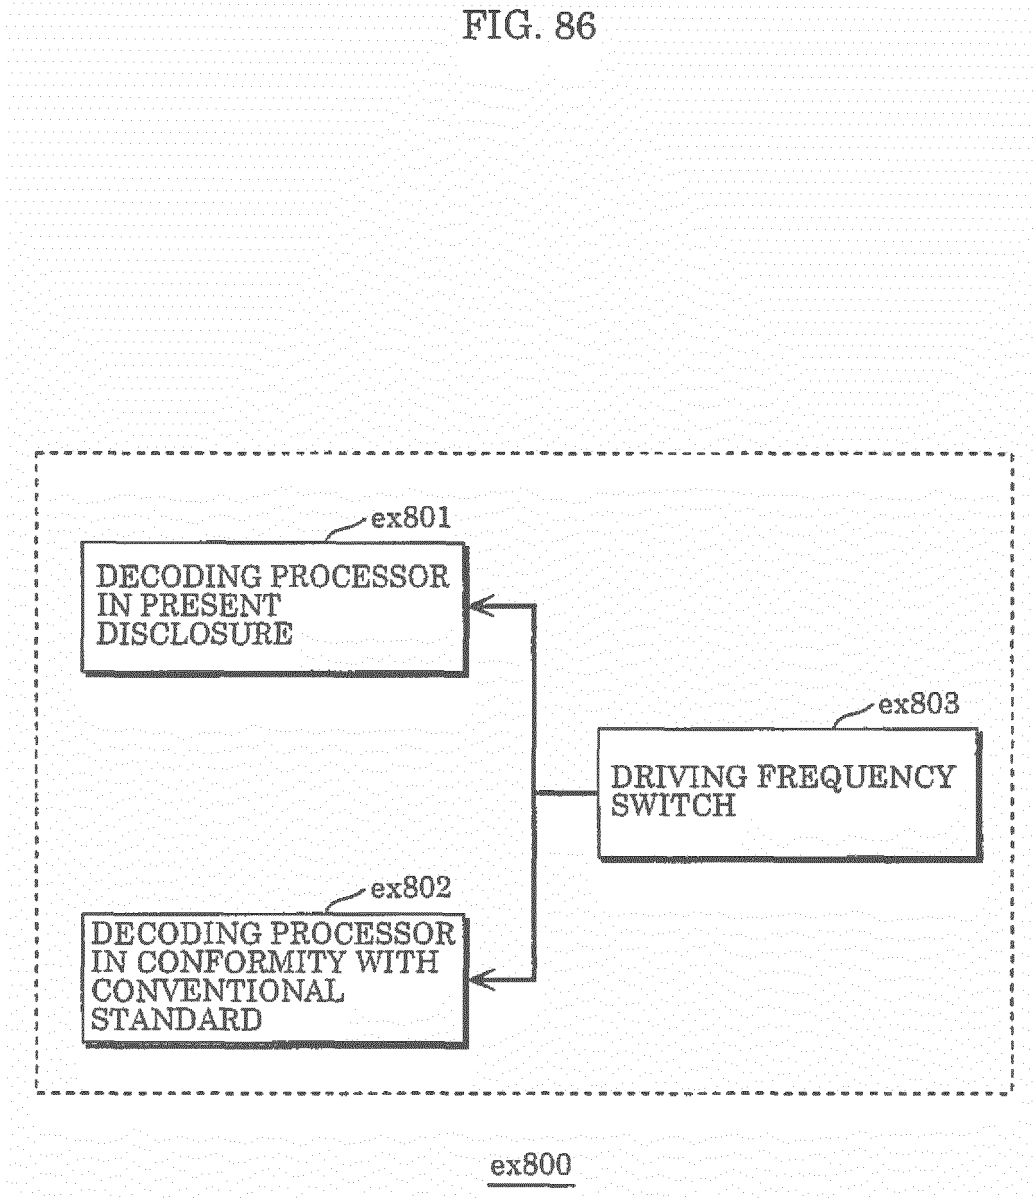 FIG. 86
ex801
DECODING PROCESSOR
IN PRESENT
DISCLOSURE
ex803
DRIVING FREQUENCY
SWITCH
ex802
DECODING PROCESSOR
IN CONFORMITY WITH
CONVENTIONAL
STANDARD
ex800